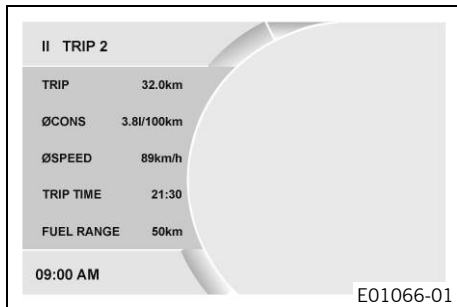 II TRIP 2
TRIP 32.0km
ØCONS 3.8l/100km
ØSPEED 89km/h
TRIP TIME 21:30
FUEL RANGE 50km
09:00 AM
E01066-01